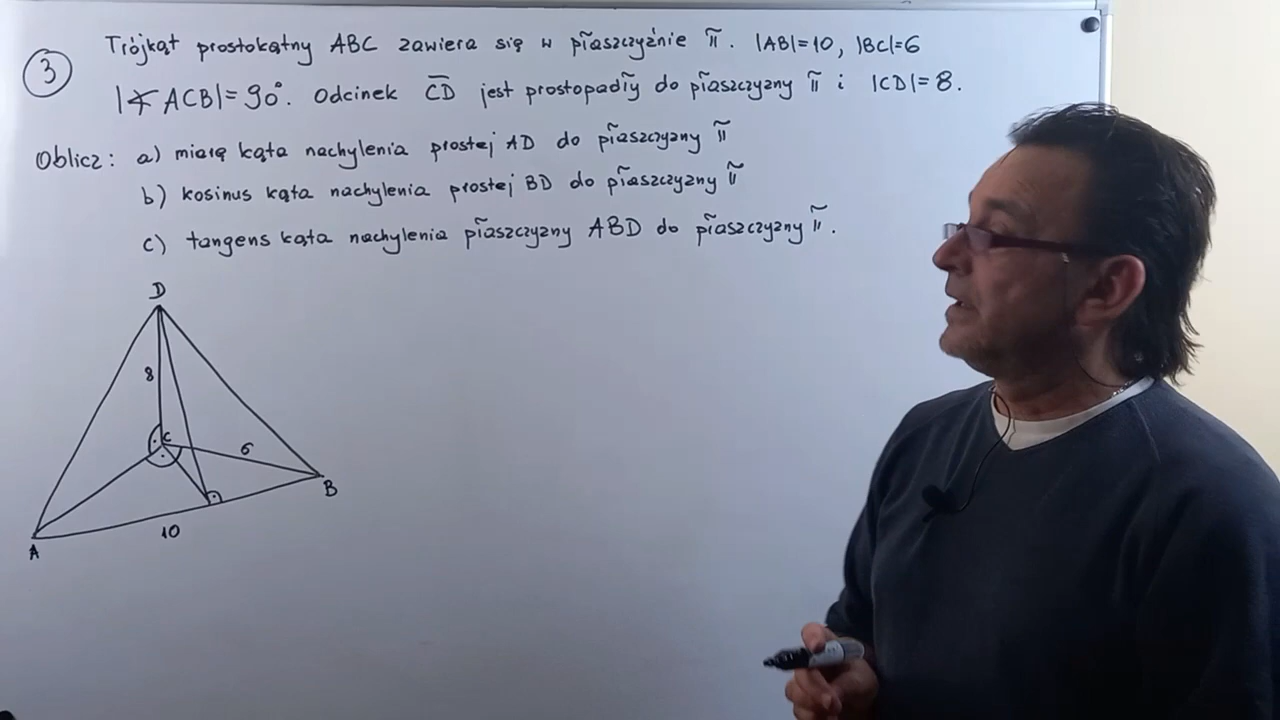 3
Trójkąt prostokątny ABC zawiera się w płaszczyźnie π. |AB|=10, |BC|=6
|∢ACB|=90°. Odcinek CD jest prostopadły do płaszczyzny π i |CD|=8.
Oblicz: a) miarę kąta nachylenia prostej AD do płaszczyzny π
b) kosinus kąta nachylenia prostej BD do płaszczyzny π
c) tangens kąta nachylenia płaszczyzny ABD do płaszczyzny π.
D
8
C
6
B
10
A